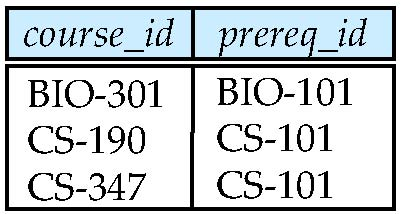 course_id prereq_id
BIO-301 BIO-101
CS-190 CS-101
CS-347 CS-101